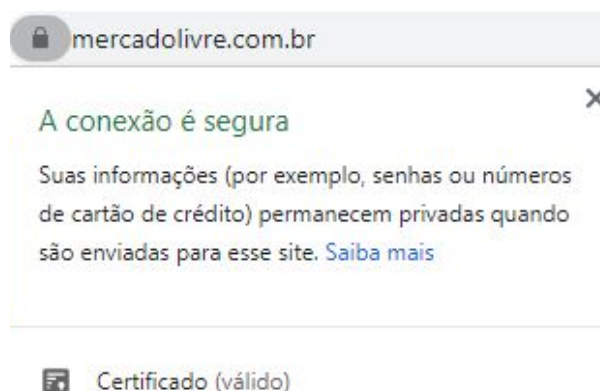 mercadolivre.com.br
A conexão é segura
Suas informações (por exemplo, senhas ou números
de cartão de crédito) permanecem privadas quando
são enviadas para esse site. Saiba mais
Certificado (válido)